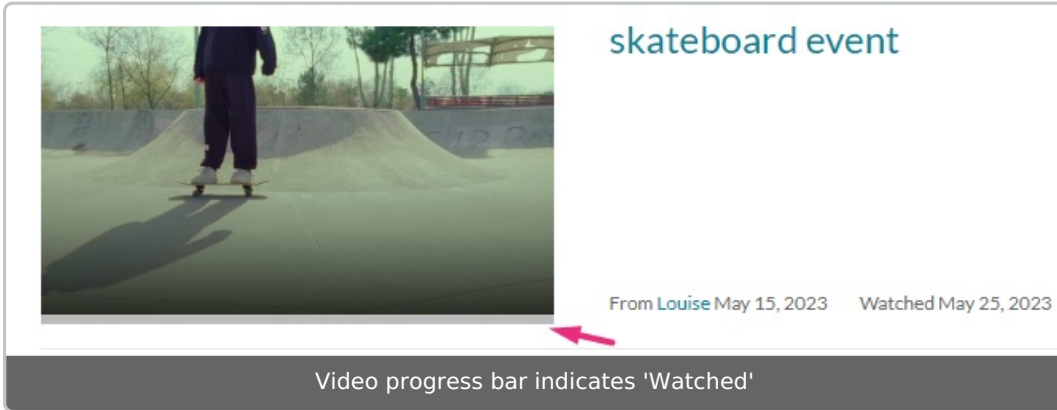 skateboard event
From Louise May 15, 2023 Watched May 25, 2023
Video progress bar indicates 'Watched'